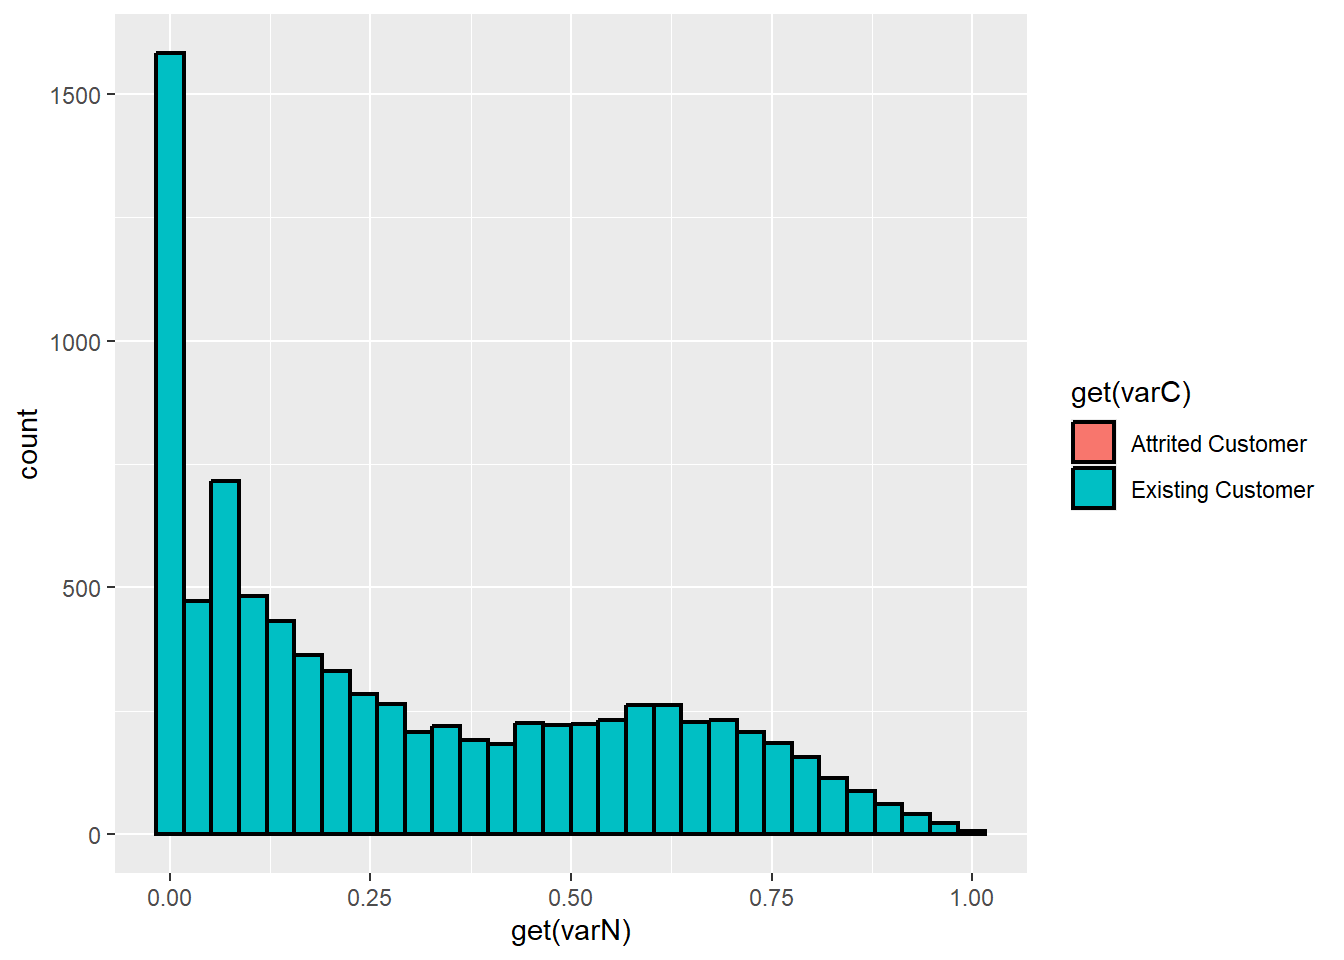 1500
1000
500
0
count
0.00
0.25
0.50
0.75
1.00
get(varN)
get(varC)
Attrited Customer
Existing Customer